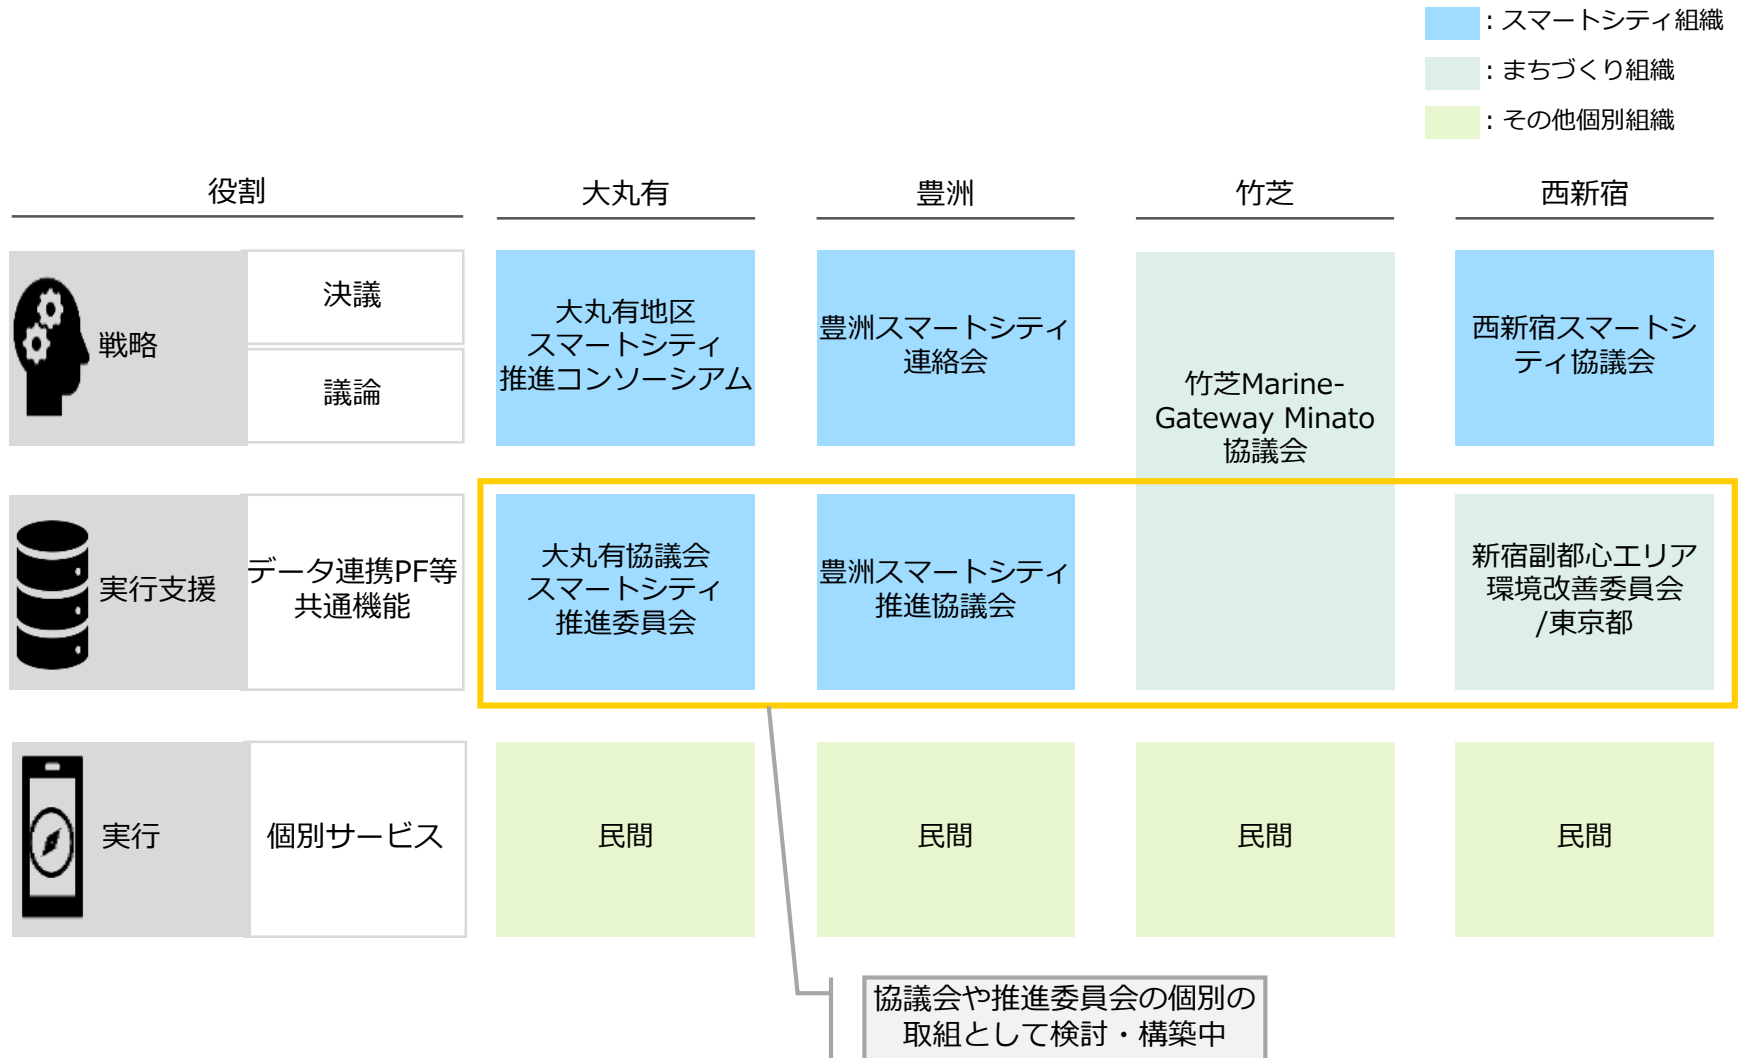 ：スマートシティ組織
：まちづくり組織
：その他個別組織
役割
大丸有
豊洲
竹芝
西新宿
戦略
決議
議論
大丸有地区
スマートシティ
推進コンソーシアム
豊洲スマートシティ
連絡会
竹芝Marine-
Gateway Minato
協議会
西新宿スマートシ
ティ協議会
実行支援
データ連携PF等
共通機能
大丸有協議会
スマートシティ
推進委員会
豊洲スマートシティ
推進協議会
新宿副都心エリア
環境改善委員会
/東京都
実行
個別サービス
民間
民間
民間
民間
協議会や推進委員会の個別の
取組として検討・構築中